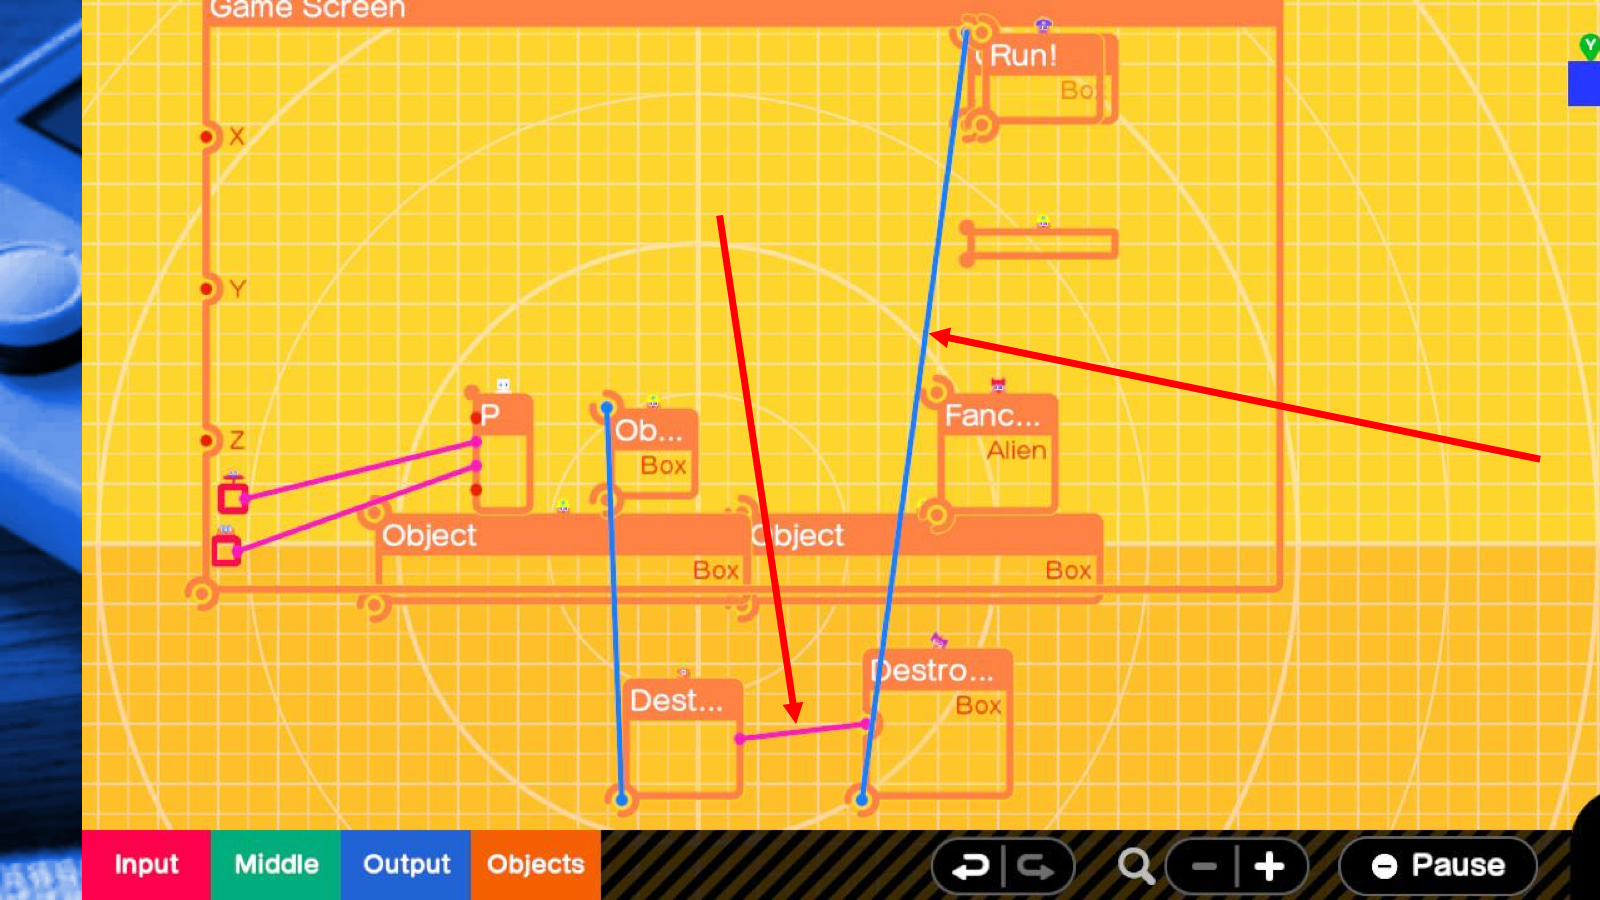 Game Screen
Run!
Box
X
Y
Z
P
Ob...
Box
Fanc...
Alien
Object
Box
Object
Box
Dest...
Destro...
Box
Y
Input
Middle
Output
Objects
Pause